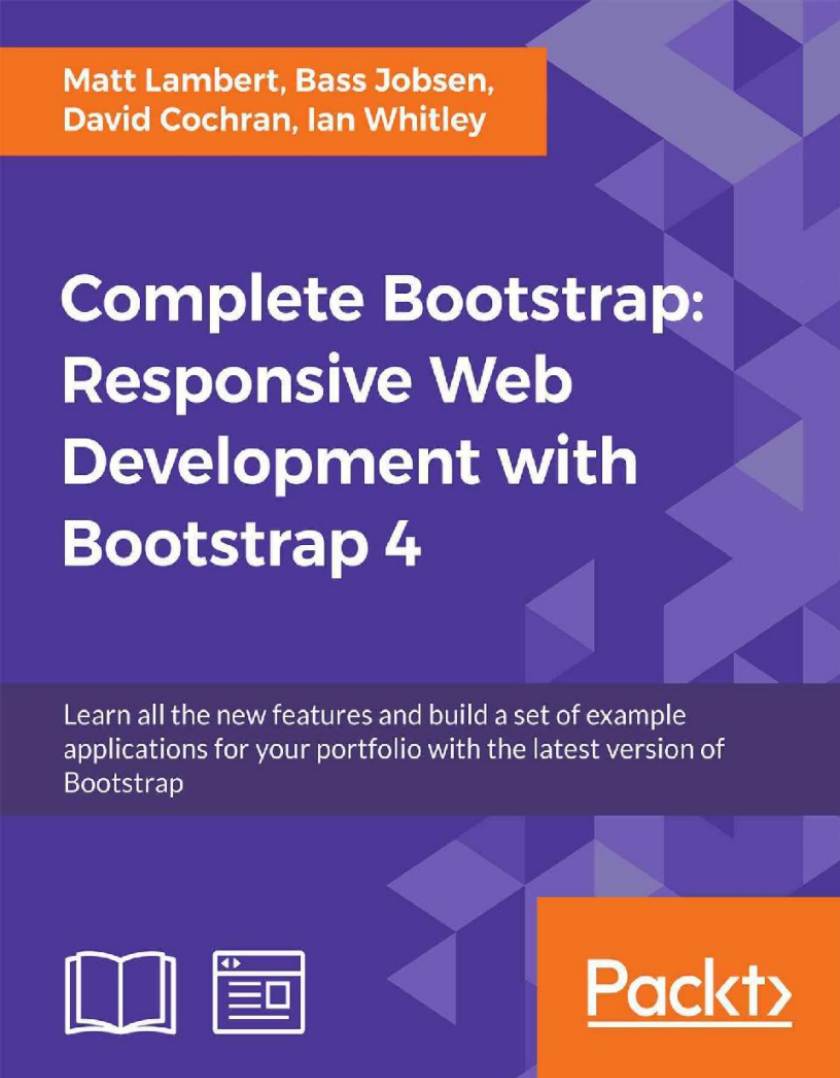 Matt Lambert, Bass Jobsen,
David Cochran, Ian Whitley
Complete Bootstrap:
Responsive Web
Development with
Bootstrap 4
Learn all the new features and build a set of example
applications for your portfolio with the latest version of
Bootstrap
Packt>